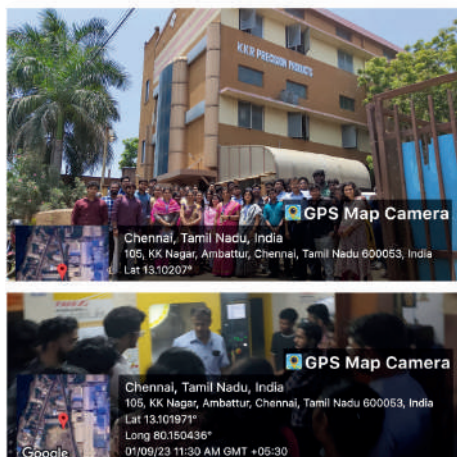 KKR PRECISION PRODUCTS
GPS Map Camera
Chennai, Tamil Nadu, India
105, KK Nagar, Ambattur, Chennai, Tamil Nadu 600053, India
Lat 13.10207°
GPS Map Camera
Chennai, Tamil Nadu, India
105, KK Nagar, Ambattur, Chennai, Tamil Nadu 600053, India
Lat 13.101971°
Long 80.150436°
01/09/23 11:30 AM GMT +05:30
Google